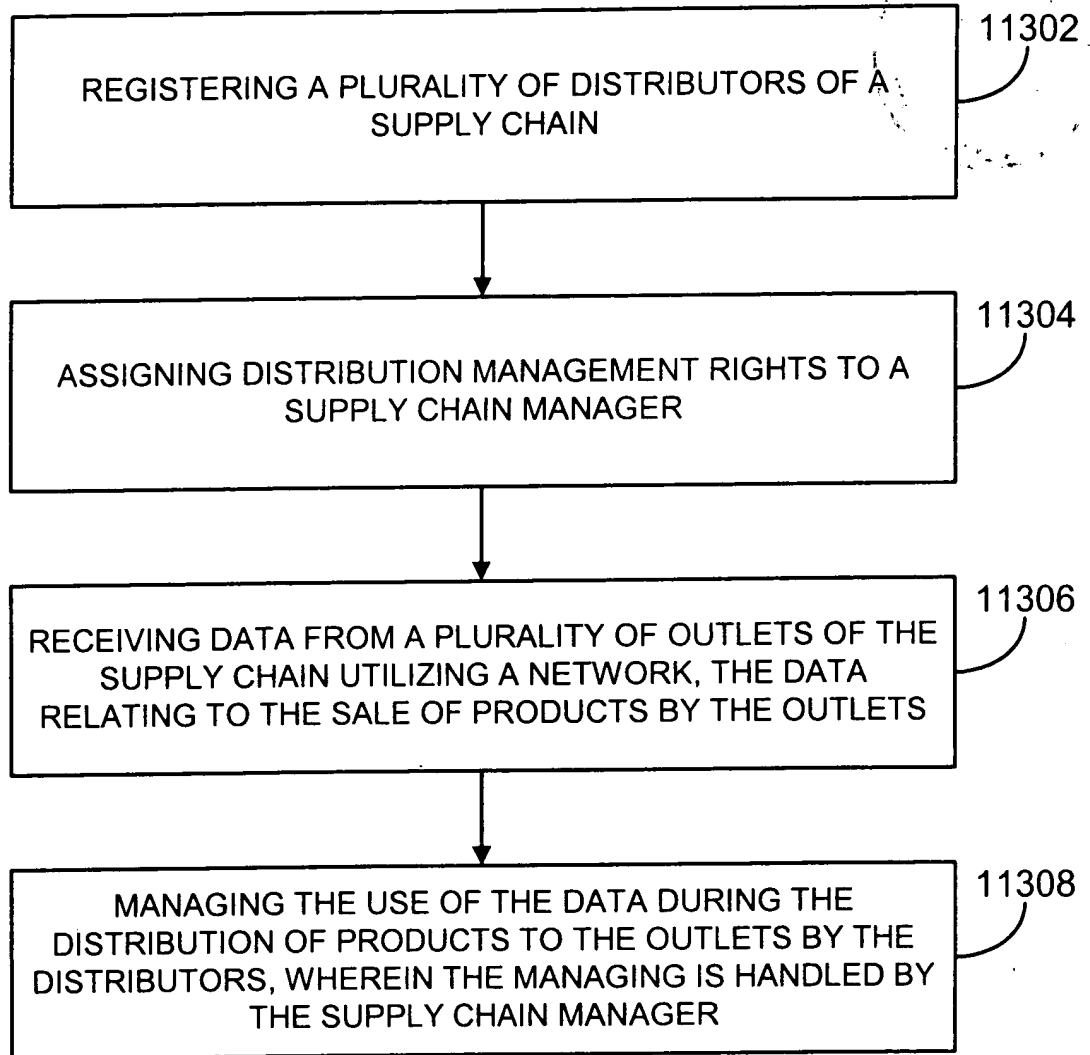 11302
REGISTERING A PLURALITY OF DISTRIBUTORS OF A
SUPPLY CHAIN
11304
ASSIGNING DISTRIBUTION MANAGEMENT RIGHTS TO A
SUPPLY CHAIN MANAGER
11306
RECEIVING DATA FROM A PLURALITY OF OUTLETS OF THE
SUPPLY CHAIN UTILIZING A NETWORK, THE DATA
RELATING TO THE SALE OF PRODUCTS BY THE OUTLETS
11308
MANAGING THE USE OF THE DATA DURING THE
DISTRIBUTION OF PRODUCTS TO THE OUTLETS BY THE
DISTRIBUTORS, WHEREIN THE MANAGING IS HANDLED BY
THE SUPPLY CHAIN MANAGER